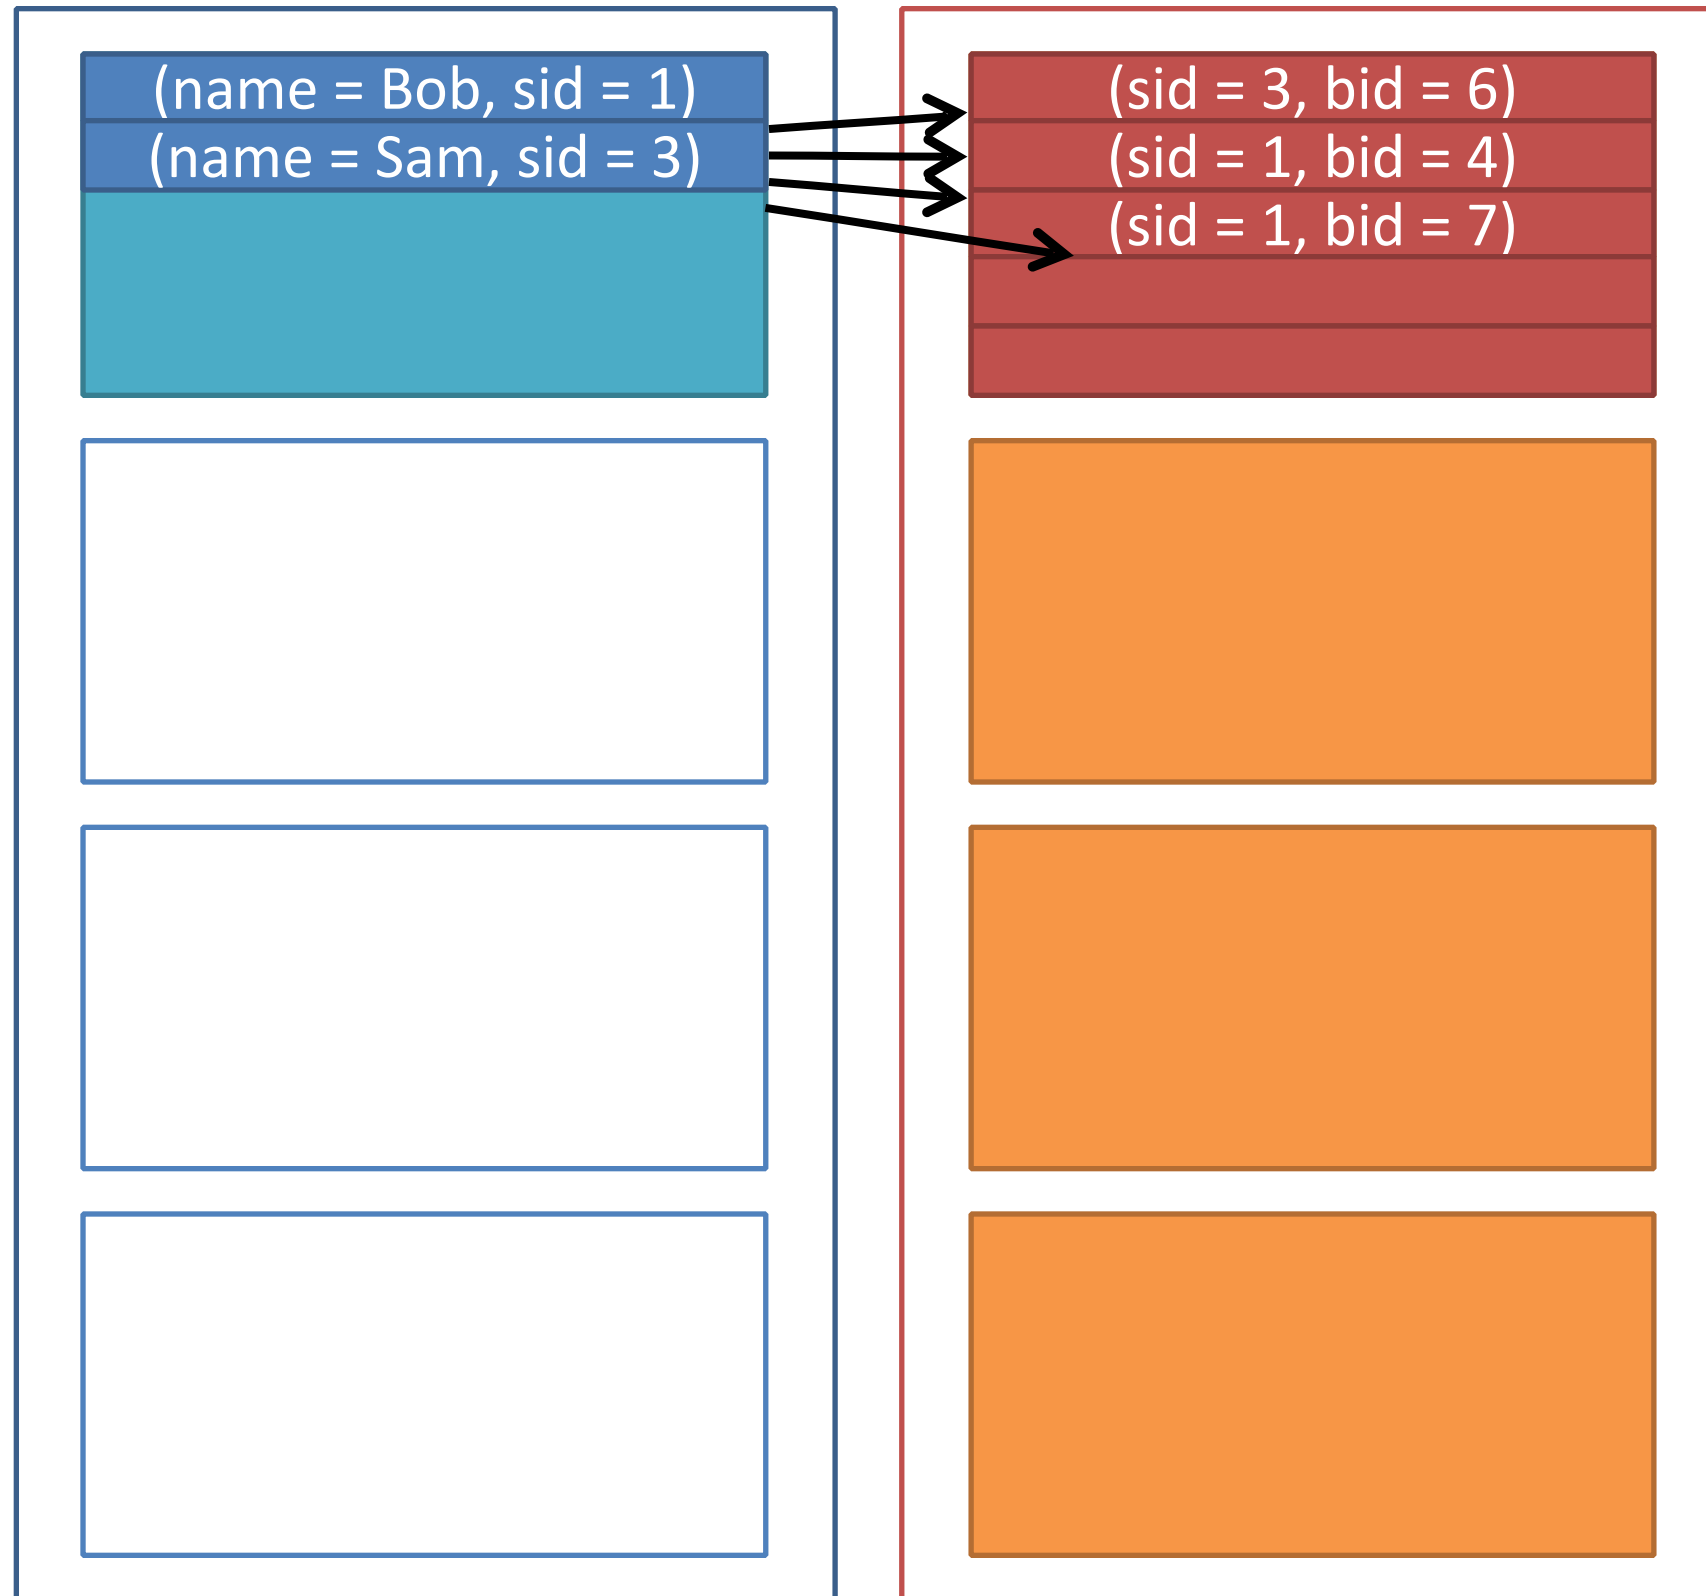 (name = Bob, sid = 1)
(name = Sam, sid = 3)
(sid = 3, bid = 6)
(sid = 1, bid = 4)
(sid = 1, bid = 7)